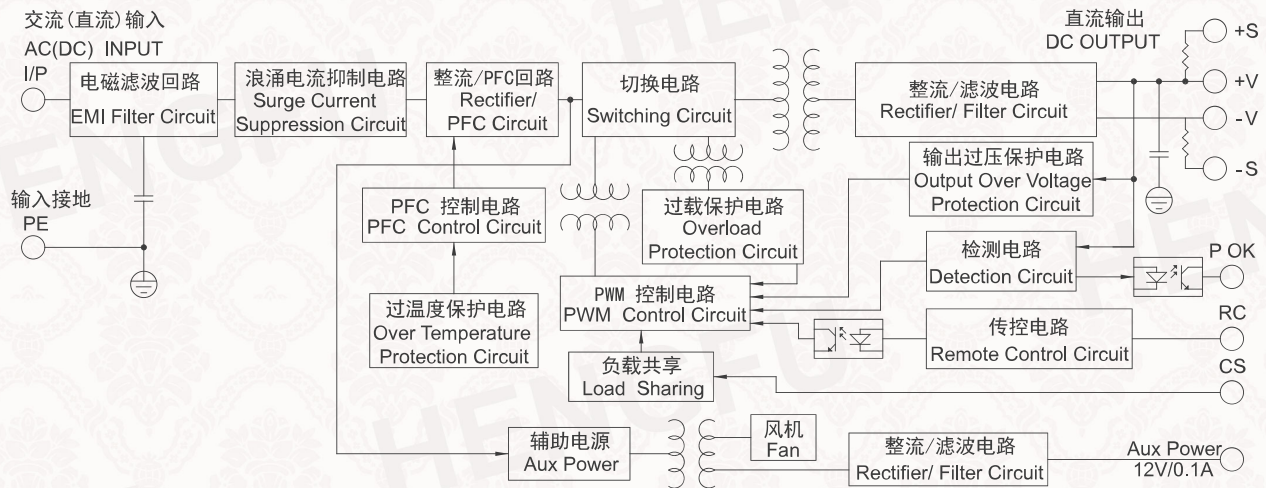 交流(直流)输入
AC(DC) INPUT
I/P
电磁滤波回路
EMI Filter Circuit
浪涌电流抑制电路
Surge Current
Suppression Circuit
整流/PFC回路
Rectifier/
PFC Circuit
切换电路
Switching Circuit
整流/滤波电路
Rectifier/ Filter Circuit
直流输出
DC OUTPUT
+S
+V
-V
-S
输入接地
PE
PFC 控制电路
PFC Control Circuit
过载保护电路
Overload
Protection Circuit
输出过压保护电路
Output Over Voltage
Protection Circuit
检测电路
Detection Circuit
P OK
过温度保护电路
Over Temperature
Protection Circuit
PWM 控制电路
PWM Control Circuit
传控电路
Remote Control Circuit
RC
负载共享
Load Sharing
CS
辅助电源
Aux Power
风机
Fan
整流/滤波电路
Rectifier/ Filter Circuit
Aux Power
12V/0.1A
HENGFU
HENGFU